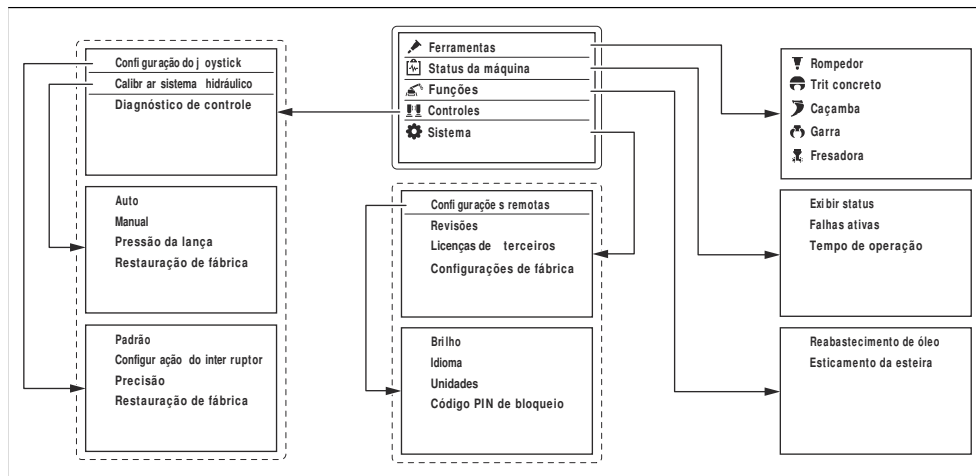 Configuração do joystick
Calibrar sistema hidráulico
Diagnóstico de controle
Auto
Manual
Pressão da lança
Restauração de fábrica
Padrão
Configuração do interruptor
Precisão
Restauração de fábrica
Ferramentas
Status da máquina
Funções
Controles
Sistema
Configurações remotas
Revisões
Licenças de terceiros
Configurações de fábrica
Brilho
Idioma
Unidades
Código PIN de bloqueio
Rompedor
Trit concreto
Caçamba
Garra
Fresadora
Exibir status
Falhas ativas
Tempo de operação
Reabastecimento de óleo
Esticamento da esteira